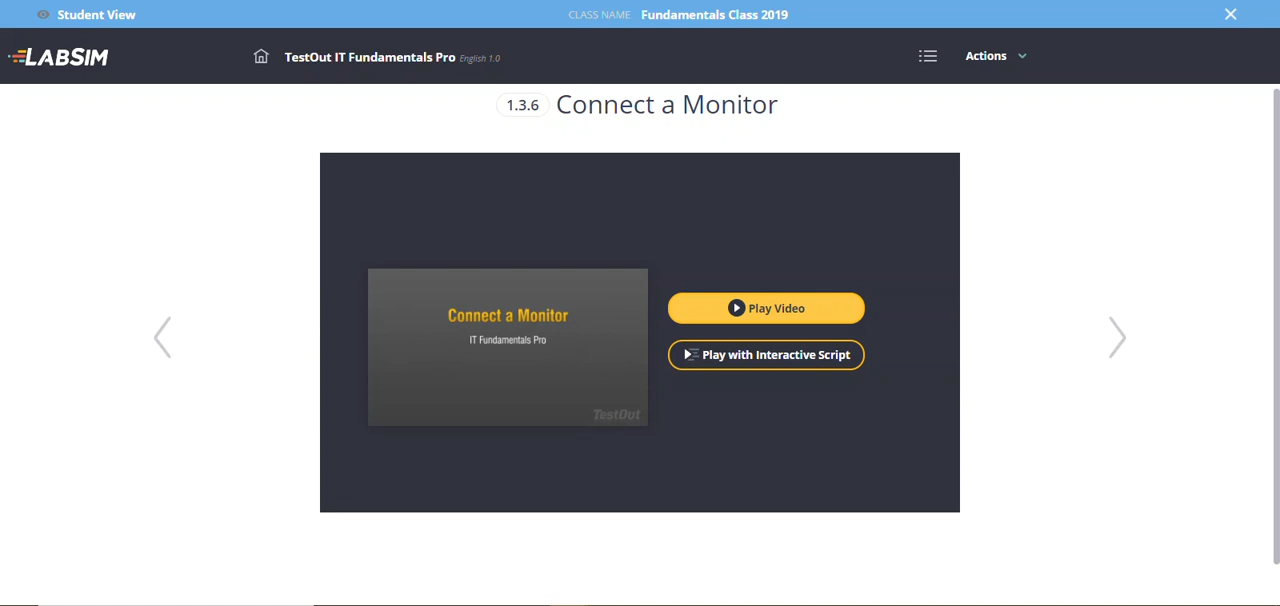 Student View CLASS NAME Fundamentals Class 2019
LABSIM TestOut IT Fundamentals Pro English 1.0 Actions
1.3.6 Connect a Monitor
Connect a Monitor
IT Fundamentals Pro
TestOut
Play Video
Play with Interactive Script